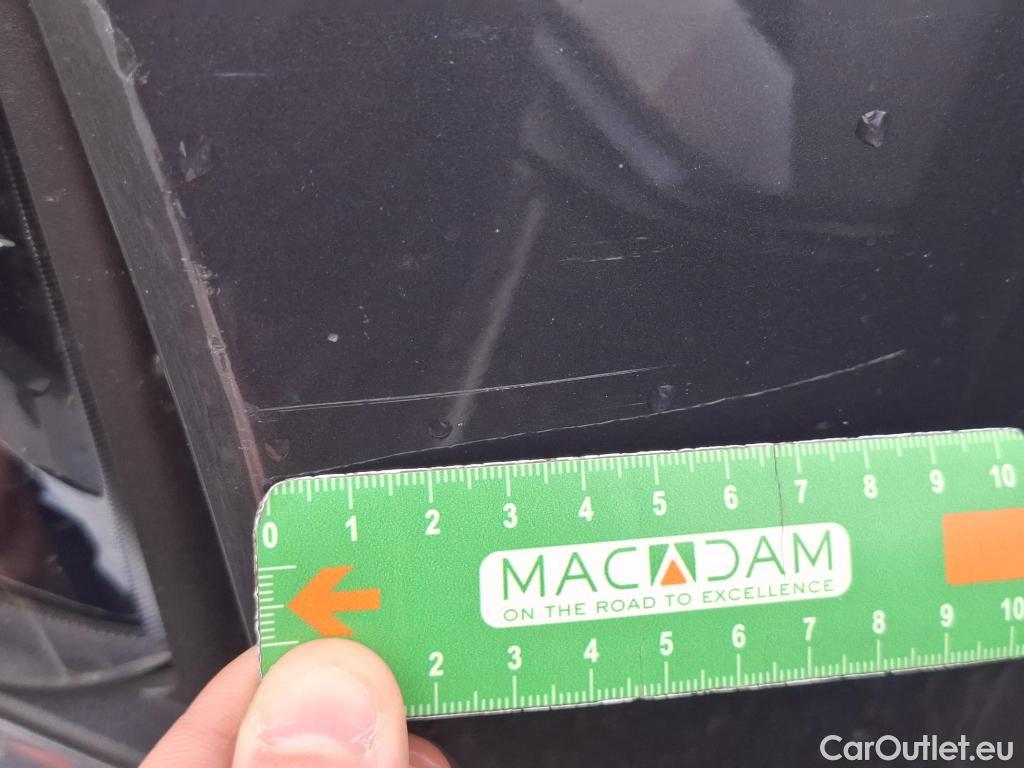 0 1 2 3 4 5 6 7 8 9 10
MACADAM
ON THE ROAD TO EXCELLENCE
2 3 4 5 6 7 8 9 10
CarOutlet.eu